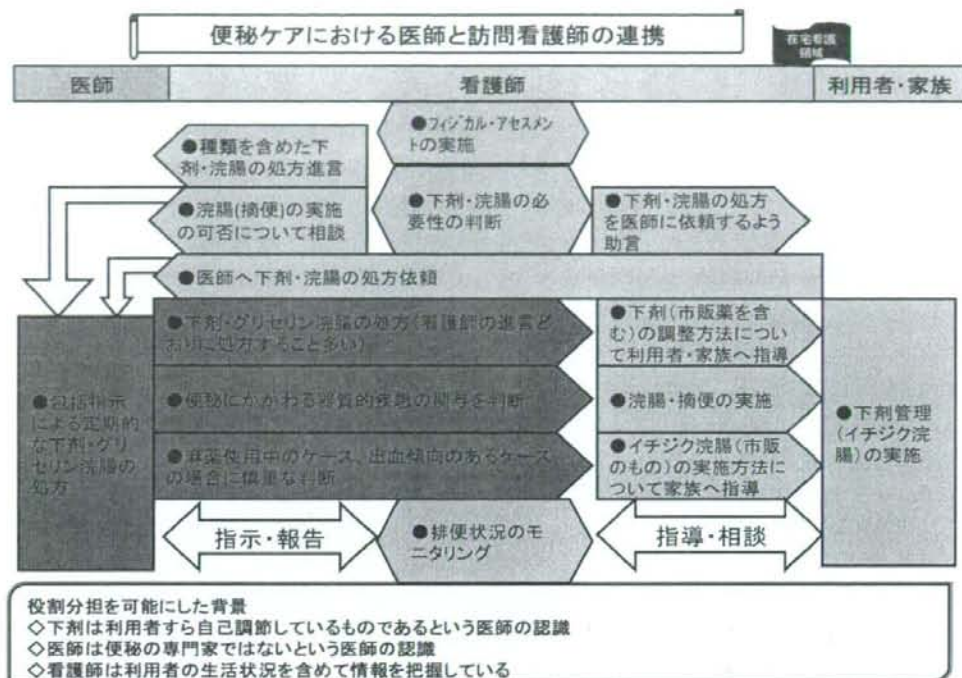 便秘ケアにおける医師と訪問看護師の連携
在宅看護
領域
医師
看護師
利用者・家族
●フィジカル・アセスメン
トの実施
●種類を含めた下
剤・浣腸の処方進言
●浣腸(摘便)の実施
の可否について相談
●下剤・浣腸の必
要性の判断
●下剤・浣腸の処方
を医師に依頼するよう
助言
●医師へ下剤・浣腸の処方依頼
●包括指示
による定期的
な下剤・グリ
セリン浣腸の
処方
●下剤・グリセリン浣腸の処方(看護師の進言ど
おりに処方すること多い)
●便秘にかかわる器質的疾患の関与を判断
●麻薬使用中のケース、出血傾向のあるケース
の場合に慎重な判断
●下剤(市販薬を含
む)の調整方法につい
て利用者・家族へ指導
●浣腸・摘便の実施
●イチジク浣腸(市販
のもの)の実施方法に
ついて家族へ指導
●下剤管理
(イチジク浣
腸)の実施
指示・報告
●排便状況のモ
ニタリング
指導・相談
役割分担を可能にした背景
◇下剤は利用者すら自己調節しているものであるという医師の認識
◇医師は便秘の専門家ではないという医師の認識
◇看護師は利用者の生活状況を含めて情報を把握している